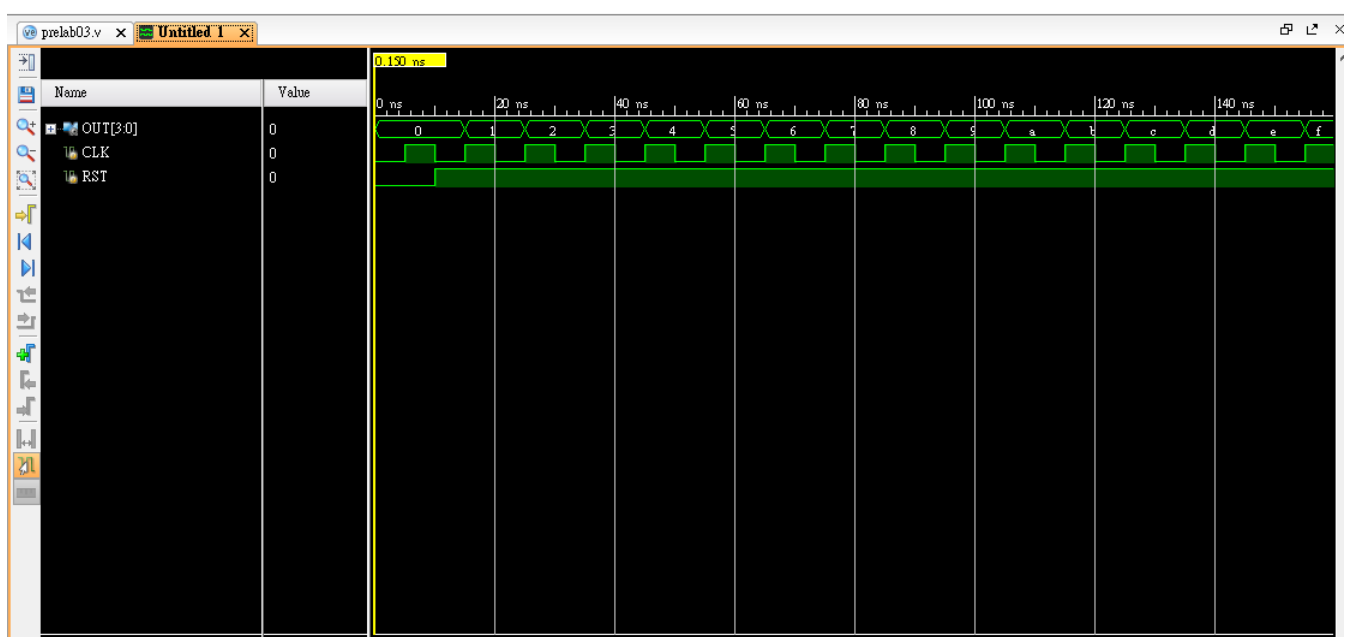 prelab03.v x Untitled 1 x
0.150 ns
Name Value
0 ns 20 ns 40 ns 60 ns 80 ns 100 ns 120 ns 140 ns
OUT[3:0] 0 0 1 2 3 4 5 6 7 8 9 a b c d e f
CLK 0
RST 0